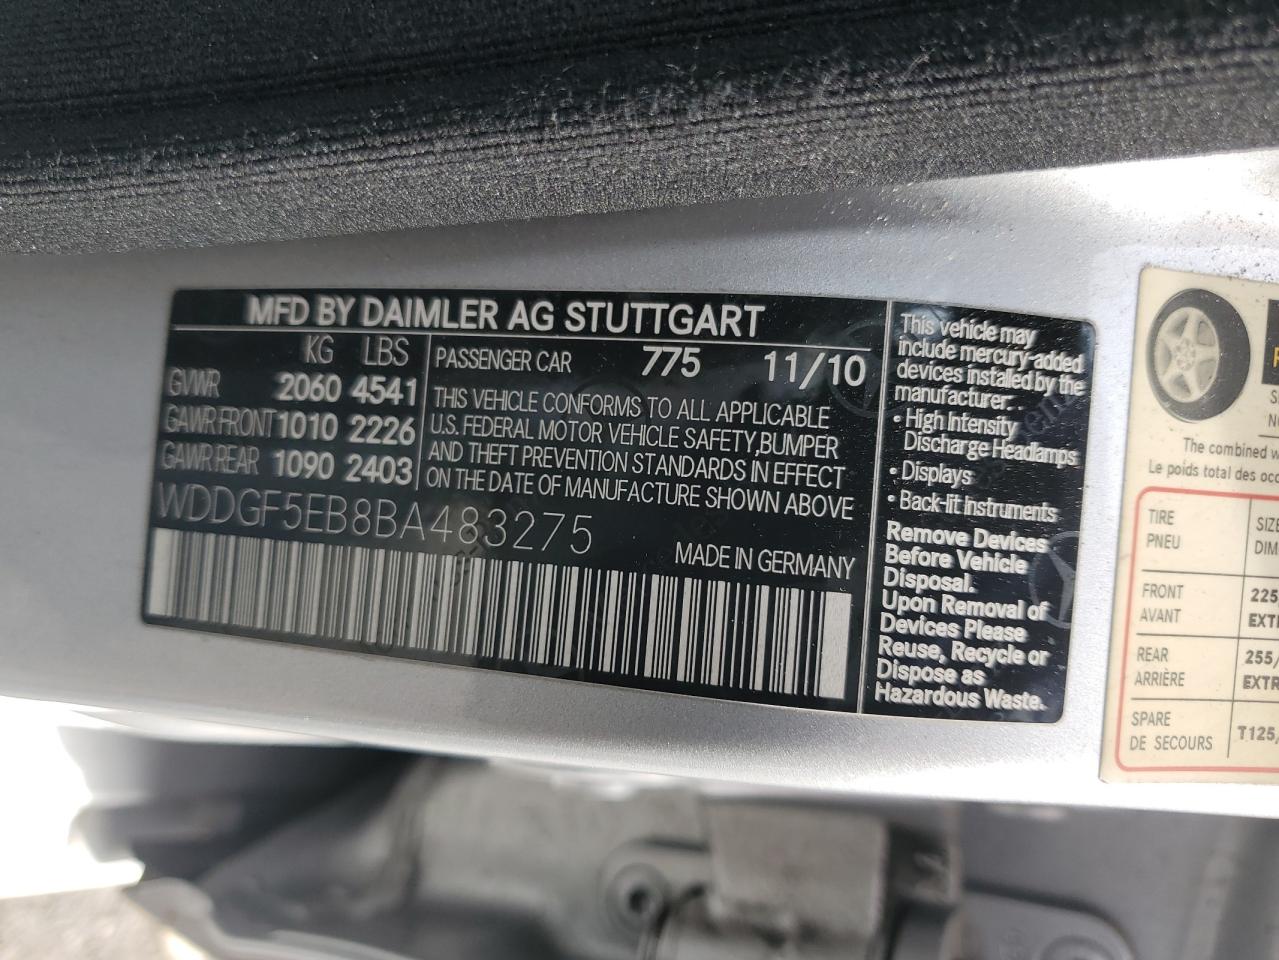 MFD BY DAIMLER AG STUTTGART
KG LBS
GVWR 2060 4541
GAWR FRONT 1010 2226
GAWR REAR 1090 2403
PASSENGER CAR 775 11/10
THIS VEHICLE CONFORMS TO ALL APPLICABLE
U.S. FEDERAL MOTOR VEHICLE SAFETY,BUMPER
AND THEFT PREVENTION STANDARDS IN EFFECT
ON THE DATE OF MANUFACTURE SHOWN ABOVE
WDDGF5EB8BA483275
MADE IN GERMANY
This vehicle may
include mercury-added
devices installed by the
manufacturer:
• High Intensity
Discharge Headlamps
• Displays
• Back-lit Instruments
Remove Devices
Before Vehicle
Disposal.
Upon Removal of
Devices Please
Reuse, Recycle or
Dispose as
Hazardous Waste.
The combined
Le poids total des
TIRE
PNEU
FRONT 225
AVANT
REAR 255/
ARRIÈRE
SPARE
DE SECOURS T125/